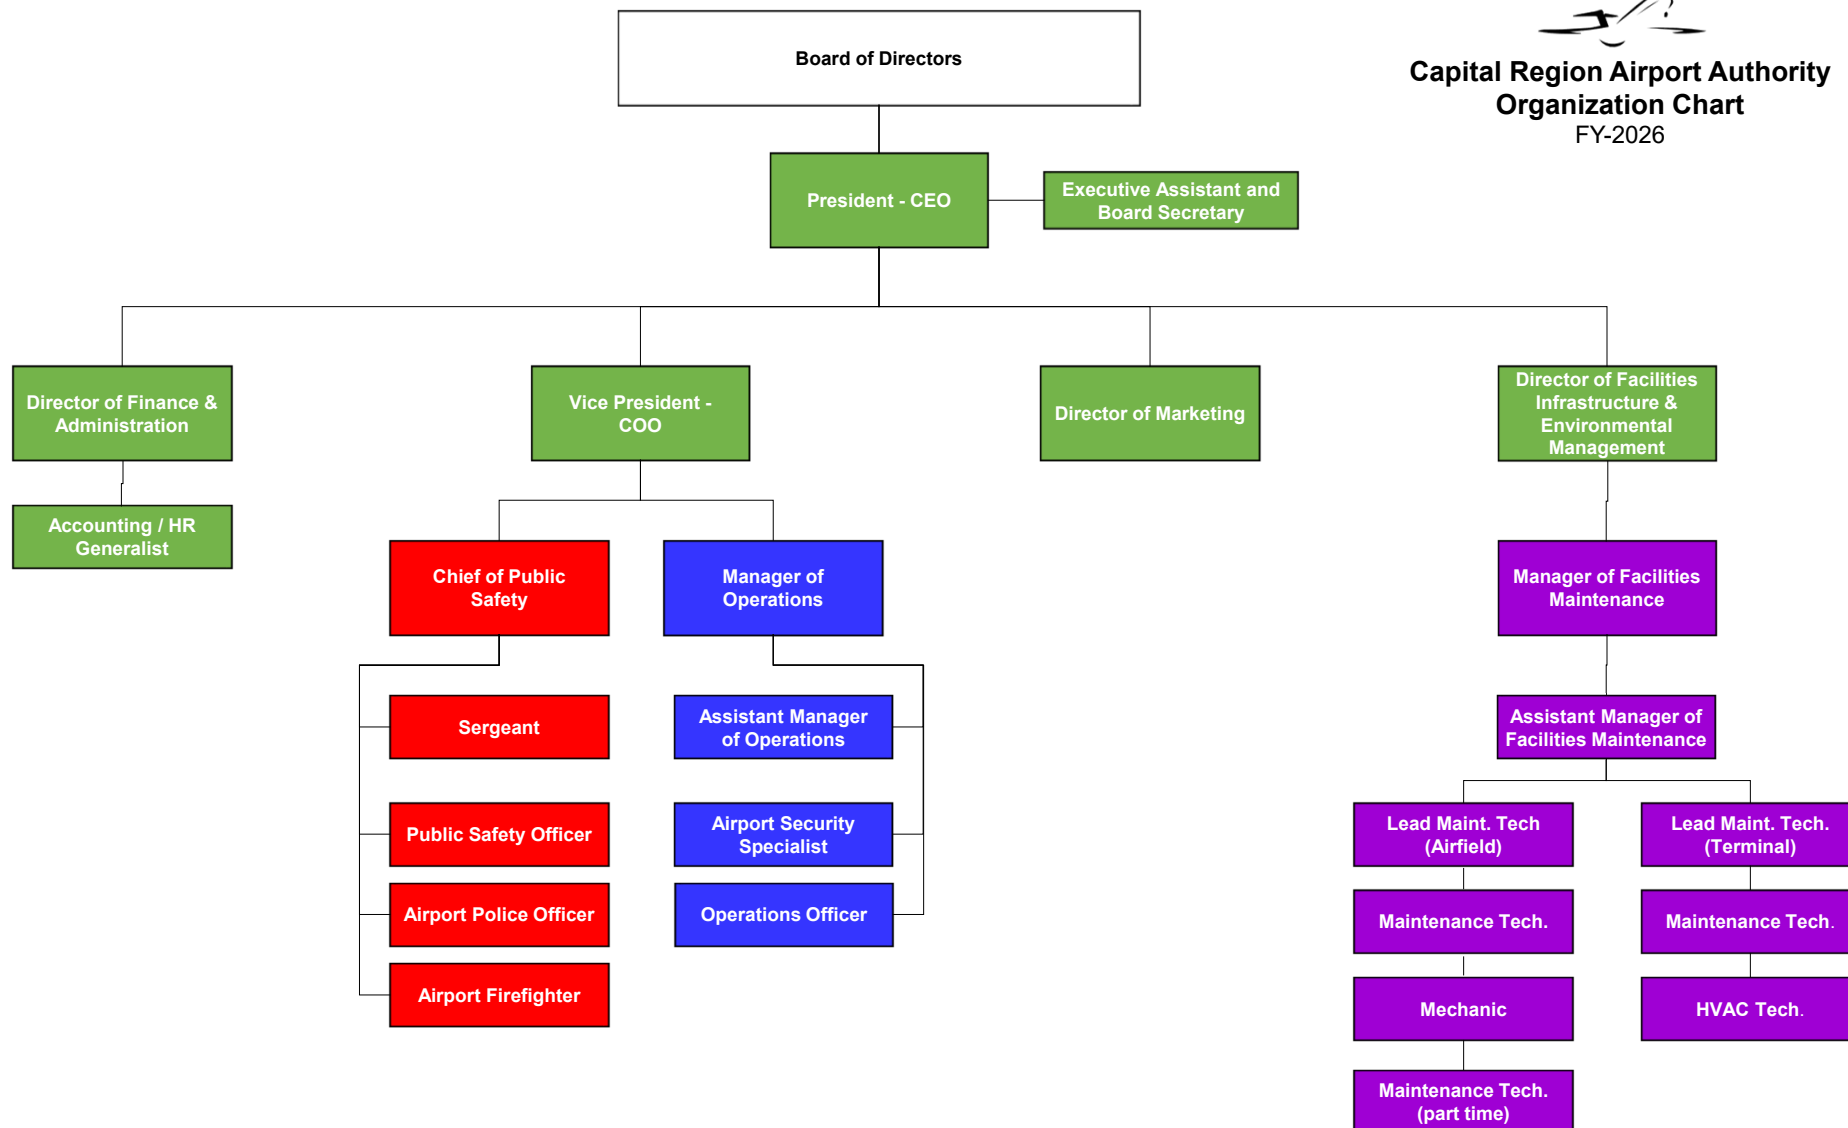 Board of Directors
Capital Region Airport Authority
Organization Chart
FY-2026
President - CEO
Executive Assistant and
Board Secretary
Director of Finance &
Administration
Vice President -
COO
Director of Marketing
Director of Facilities
Infrastructure &
Environmental
Management
Accounting / HR
Generalist
Chief of Public
Safety
Manager of
Operations
Manager of Facilities
Maintenance
Sergeant
Assistant Manager
of Operations
Assistant Manager of
Facilities Maintenance
Public Safety Officer
Airport Security
Specialist
Lead Maint. Tech
(Airfield)
Lead Maint. Tech.
(Terminal)
Airport Police Officer
Operations Officer
Maintenance Tech.
Maintenance Tech.
Airport Firefighter
Mechanic
HVAC Tech.
Maintenance Tech.
(part time)